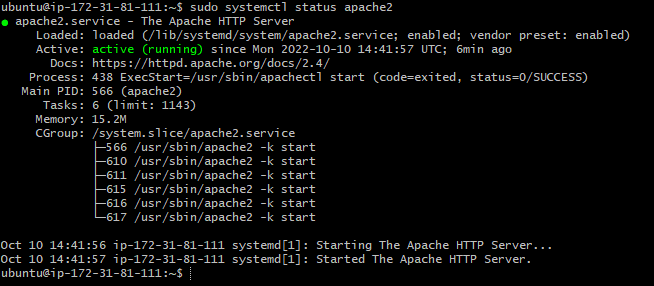 ubuntu@ip-172-31-81-111:~$ sudo systemctl status apache2
● apache2.service - The Apache HTTP Server
Loaded: loaded (/lib/systemd/system/apache2.service; enabled; vendor preset: enabled)
Active: active (running) since Mon 2022-10-10 14:41:57 UTC; 6min ago
Docs: https://httpd.apache.org/docs/2.4/
Process: 438 ExecStart=/usr/sbin/apachectl start (code=exited, status=0/SUCCESS)
Main PID: 566 (apache2)
Tasks: 6 (limit: 1143)
Memory: 15.2M
CGroup: /system.slice/apache2.service
├─566 /usr/sbin/apache2 -k start
├─610 /usr/sbin/apache2 -k start
├─611 /usr/sbin/apache2 -k start
├─615 /usr/sbin/apache2 -k start
├─616 /usr/sbin/apache2 -k start
└─617 /usr/sbin/apache2 -k start
Oct 10 14:41:56 ip-172-31-81-111 systemd[1]: Starting The Apache HTTP Server...
Oct 10 14:41:57 ip-172-31-81-111 systemd[1]: Started The Apache HTTP Server.
ubuntu@ip-172-31-81-111:~$